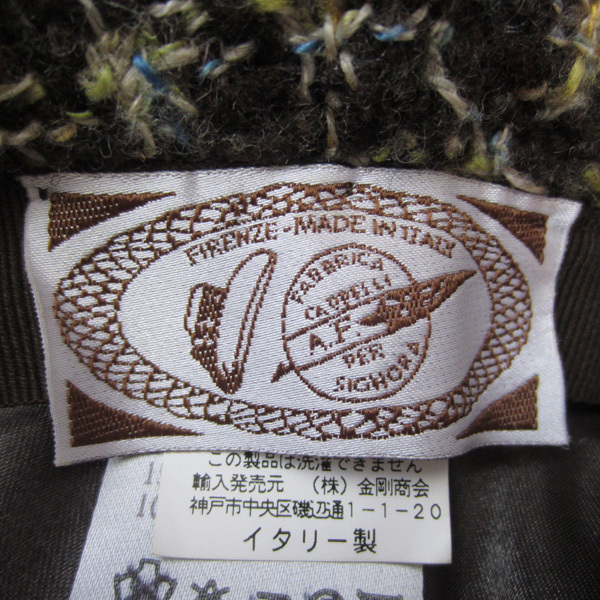 FIRENZE - MADE IN ITALY
FABBRICA
CAPPELLI
A.F.
PER
SIGNORA
この製品は洗濯できません
輸入発売元 (株)金剛商会
神戸市中央区磯辺通1-1-20
イタリー製